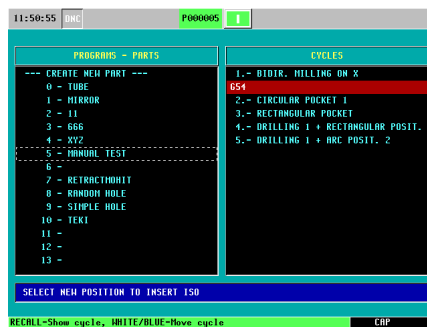 11:50:55 DNC P000005
PROGRAMS - PARTS
--- CREATE NEW PART ---
0 - TUBE
1 - MIRROR
2 - 11
3 - 666
4 - XYZ
5 - MANUAL TEST
6 -
7 - RETRACTMOHIT
8 - RANDOM HOLE
9 - SIMPLE HOLE
10 - TEKI
11 -
12 -
13 -
CYCLES
1.- BIDIR. MILLING ON X
G54
2.- CIRCULAR POCKET 1
3.- RECTANGULAR POCKET
4.- DRILLING 1 + RECTANGULAR POSIT.
5.- DRILLING 1 + ARC POSIT. 2
SELECT NEW POSITION TO INSERT ISO
RECALL=Show cycle, WHITE/BLUE=Move cycle
CAP